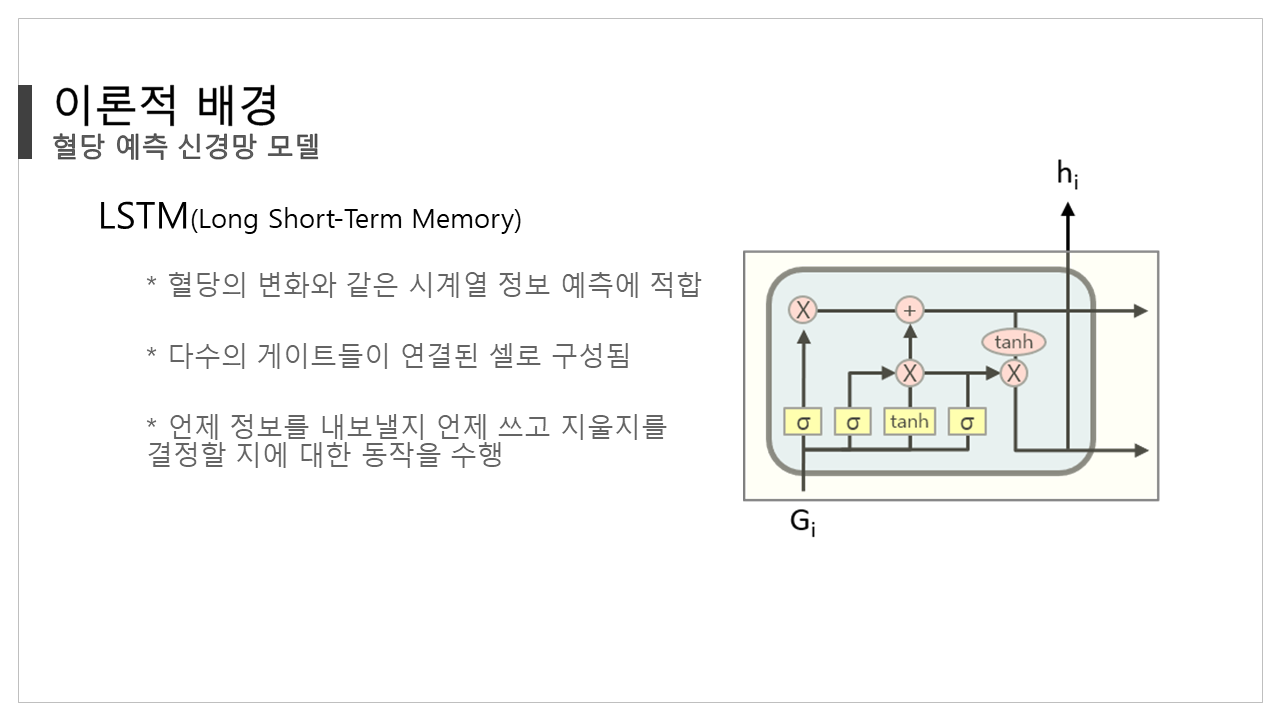 이론적 배경
혈당 예측 신경망 모델
LSTM(Long Short-Term Memory)
* 혈당의 변화와 같은 시계열 정보 예측에 적합
* 다수의 게이트들이 연결된 셀로 구성됨
* 언제 정보를 내보낼지 언제 쓰고 지울지를
결정할 지에 대한 동작을 수행
hi
X
+
tanh
X
X
σ
σ
tanh
σ
Gi